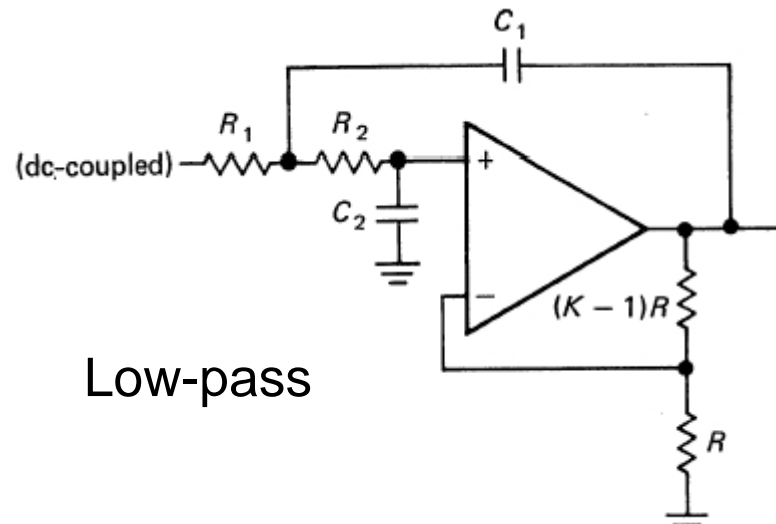 C₁
R₁
R₂
(dc-coupled)
+
C₂
−
(K − 1)R
Low-pass
R